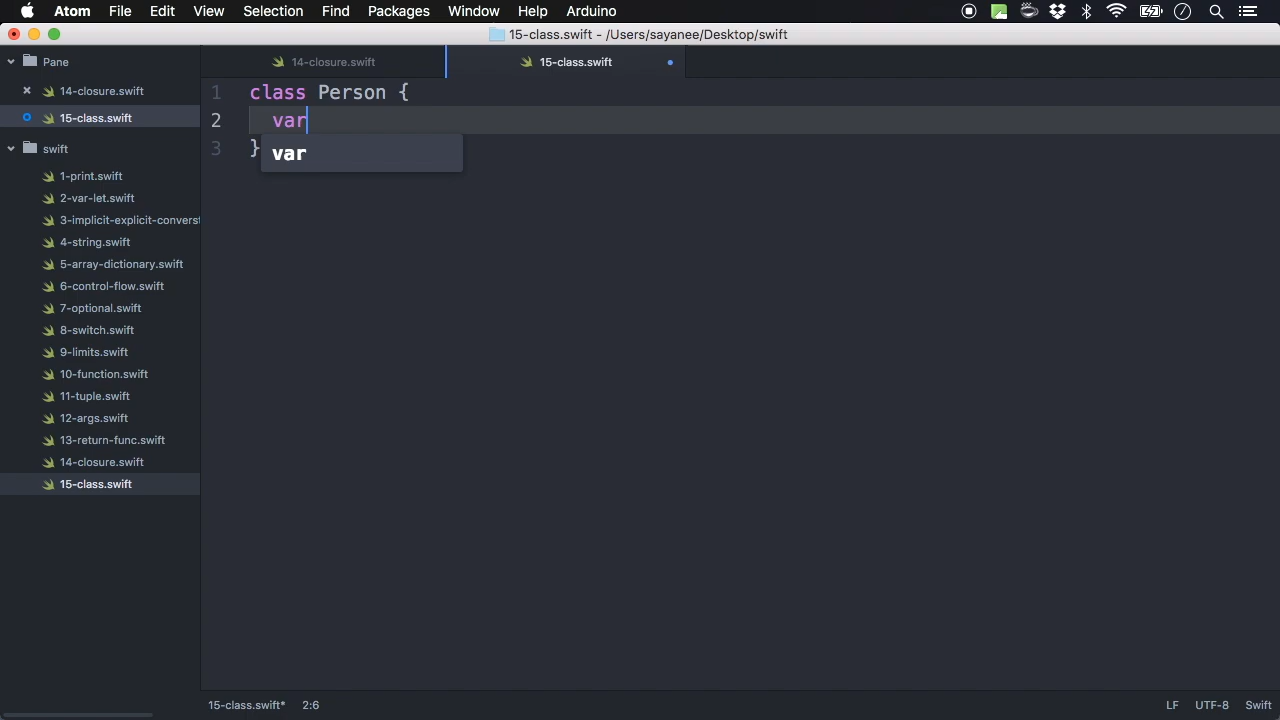 Atom File Edit View Selection Find Packages Window Help Arduino
15-class.swift - /Users/sayanee/Desktop/swift
Pane
14-closure.swift
15-class.swift
swift
1-print.swift
2-var-let.swift
3-implicit-explicit-converst
4-string.swift
5-array-dictionary.swift
6-control-flow.swift
7-optional.swift
8-switch.swift
9-limits.swift
10-function.swift
11-tuple.swift
12-args.swift
13-return-func.swift
14-closure.swift
15-class.swift
14-closure.swift 15-class.swift
1 class Person {
2 var
3 }
var
15-class.swift* 2:6 LF UTF-8 Swift